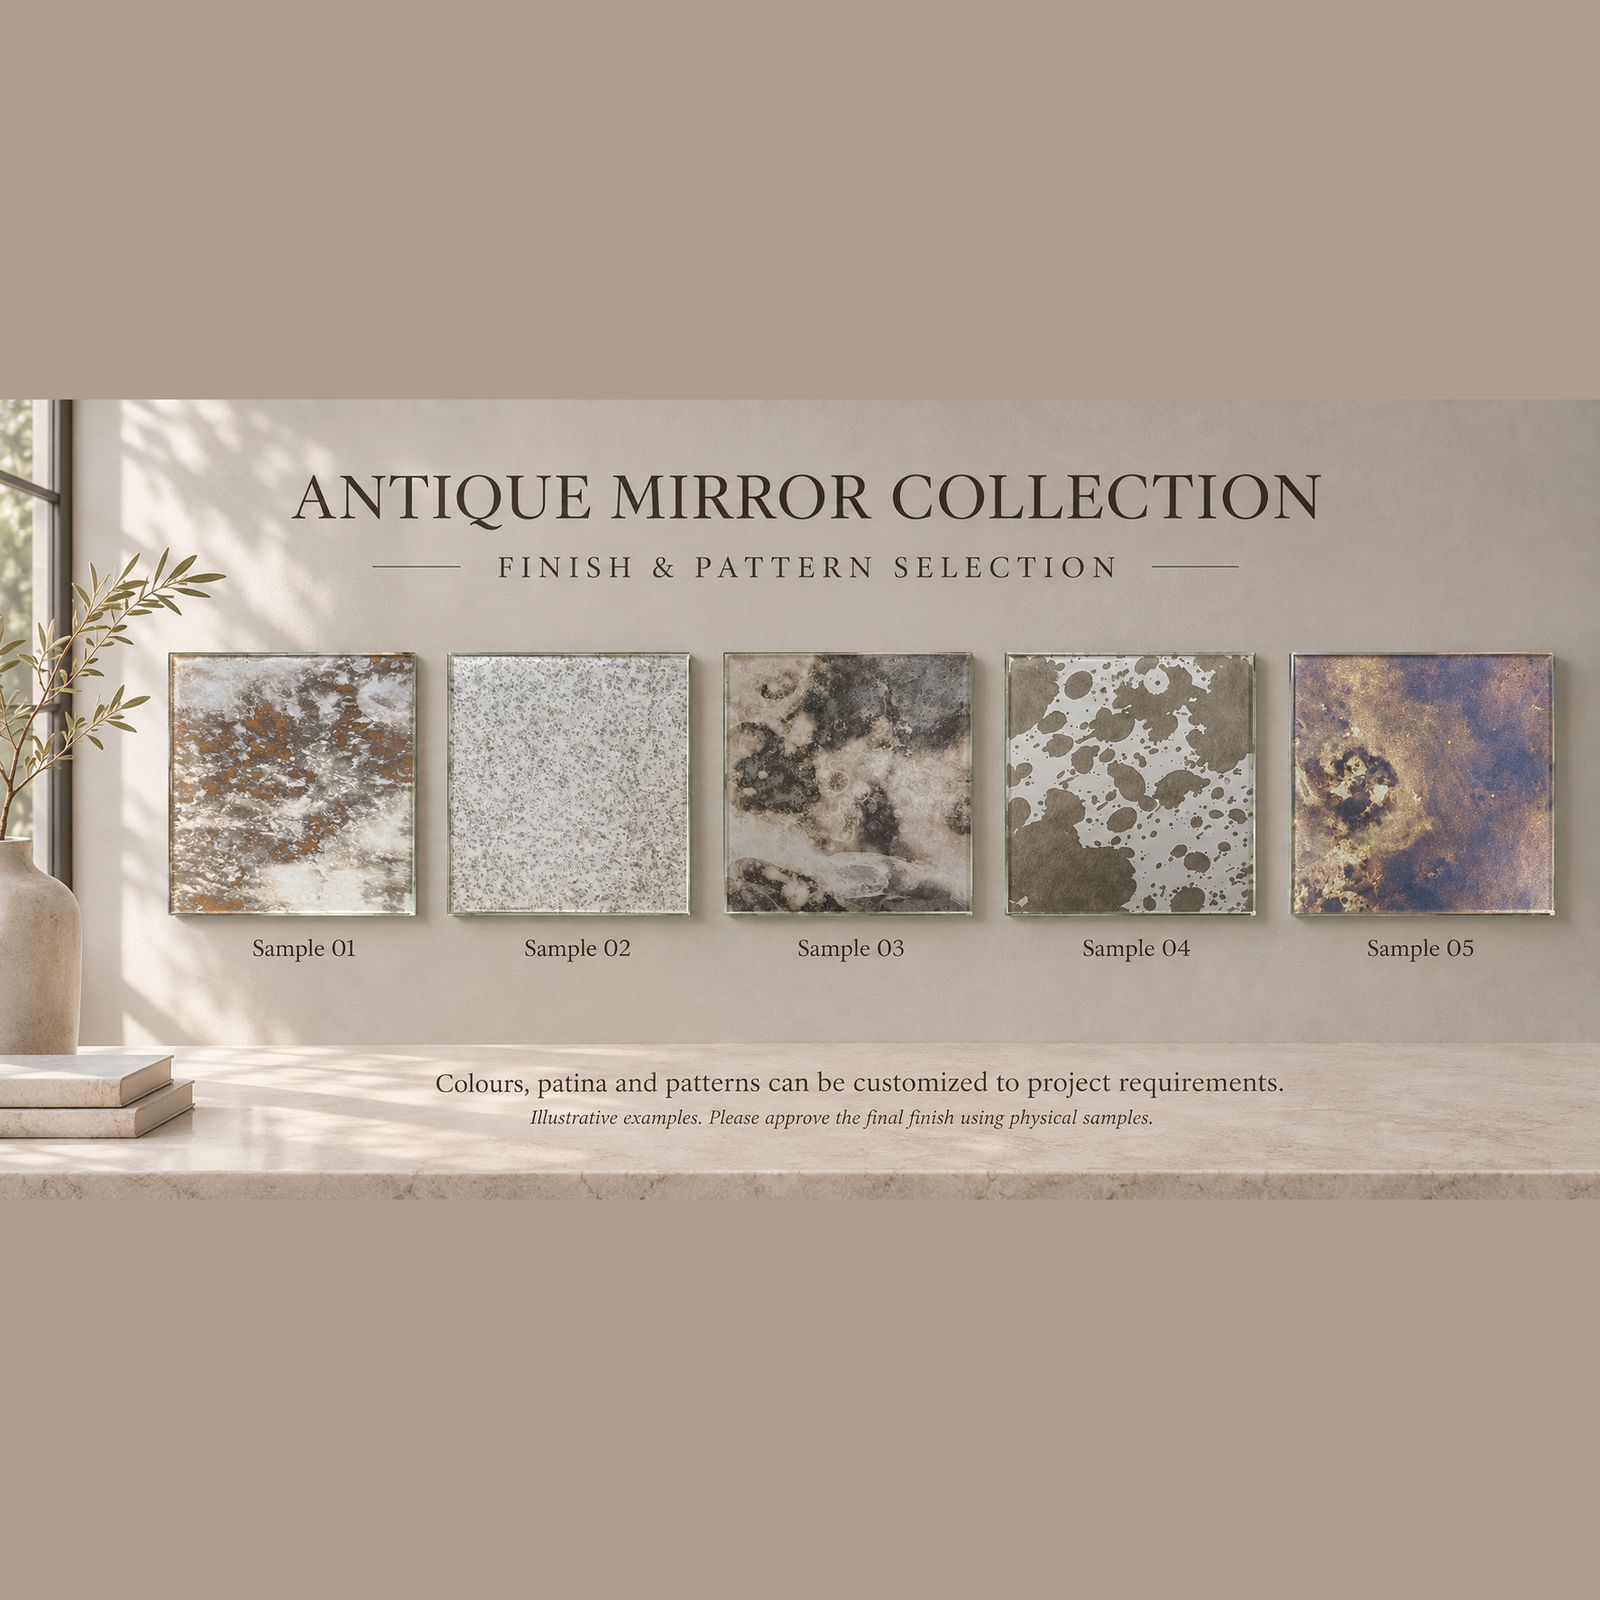 ANTIQUE MIRROR COLLECTION
FINISH & PATTERN SELECTION
Sample 01
Sample 02
Sample 03
Sample 04
Sample 05
Colours, patina and patterns can be customized to project requirements.
Illustrative examples. Please approve the final finish using physical samples.